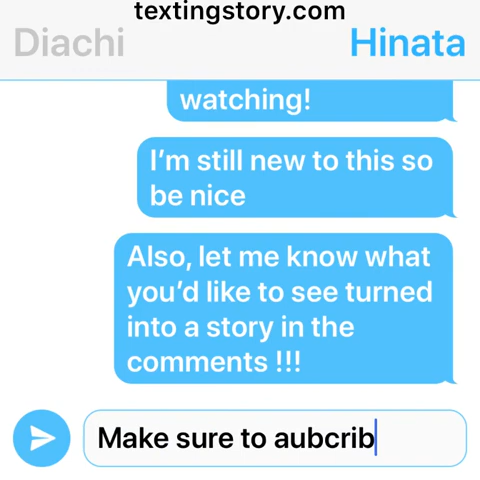 textingstory.com
Diachi
Hinata
watching!
I'm still new to this so
be nice
Also, let me know what
you'd like to see turned
into a story in the
comments !!!
Make sure to aubcrib